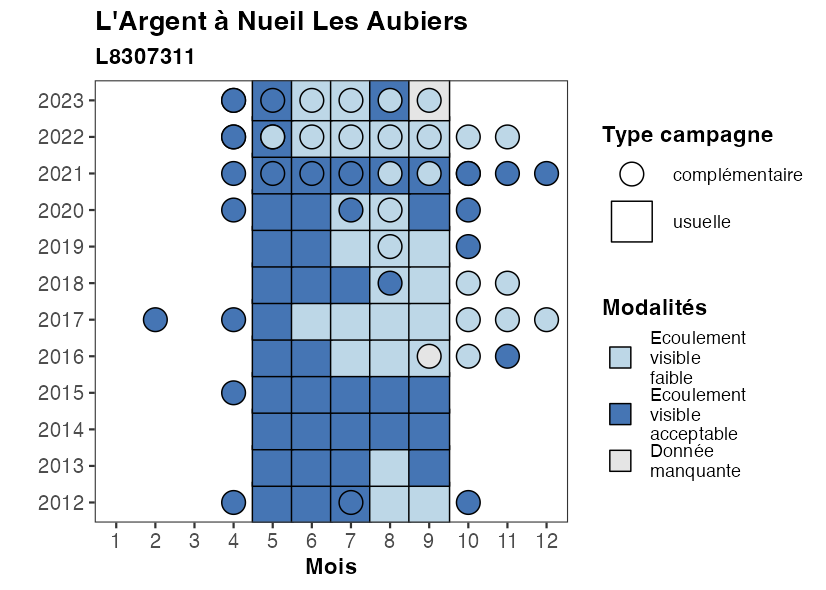 L'Argent à Nueil Les Aubiers
L8307311
2023
2022
2021
2020
2019
2018
2017
2016
2015
2014
2013
2012
1 2 3 4 5 6 7 8 9 10 11 12
Mois
Type campagne
complémentaire
usuelle
Modalités
Ecoulement
visible
faible
Ecoulement
visible
acceptable
Donnée
manquante